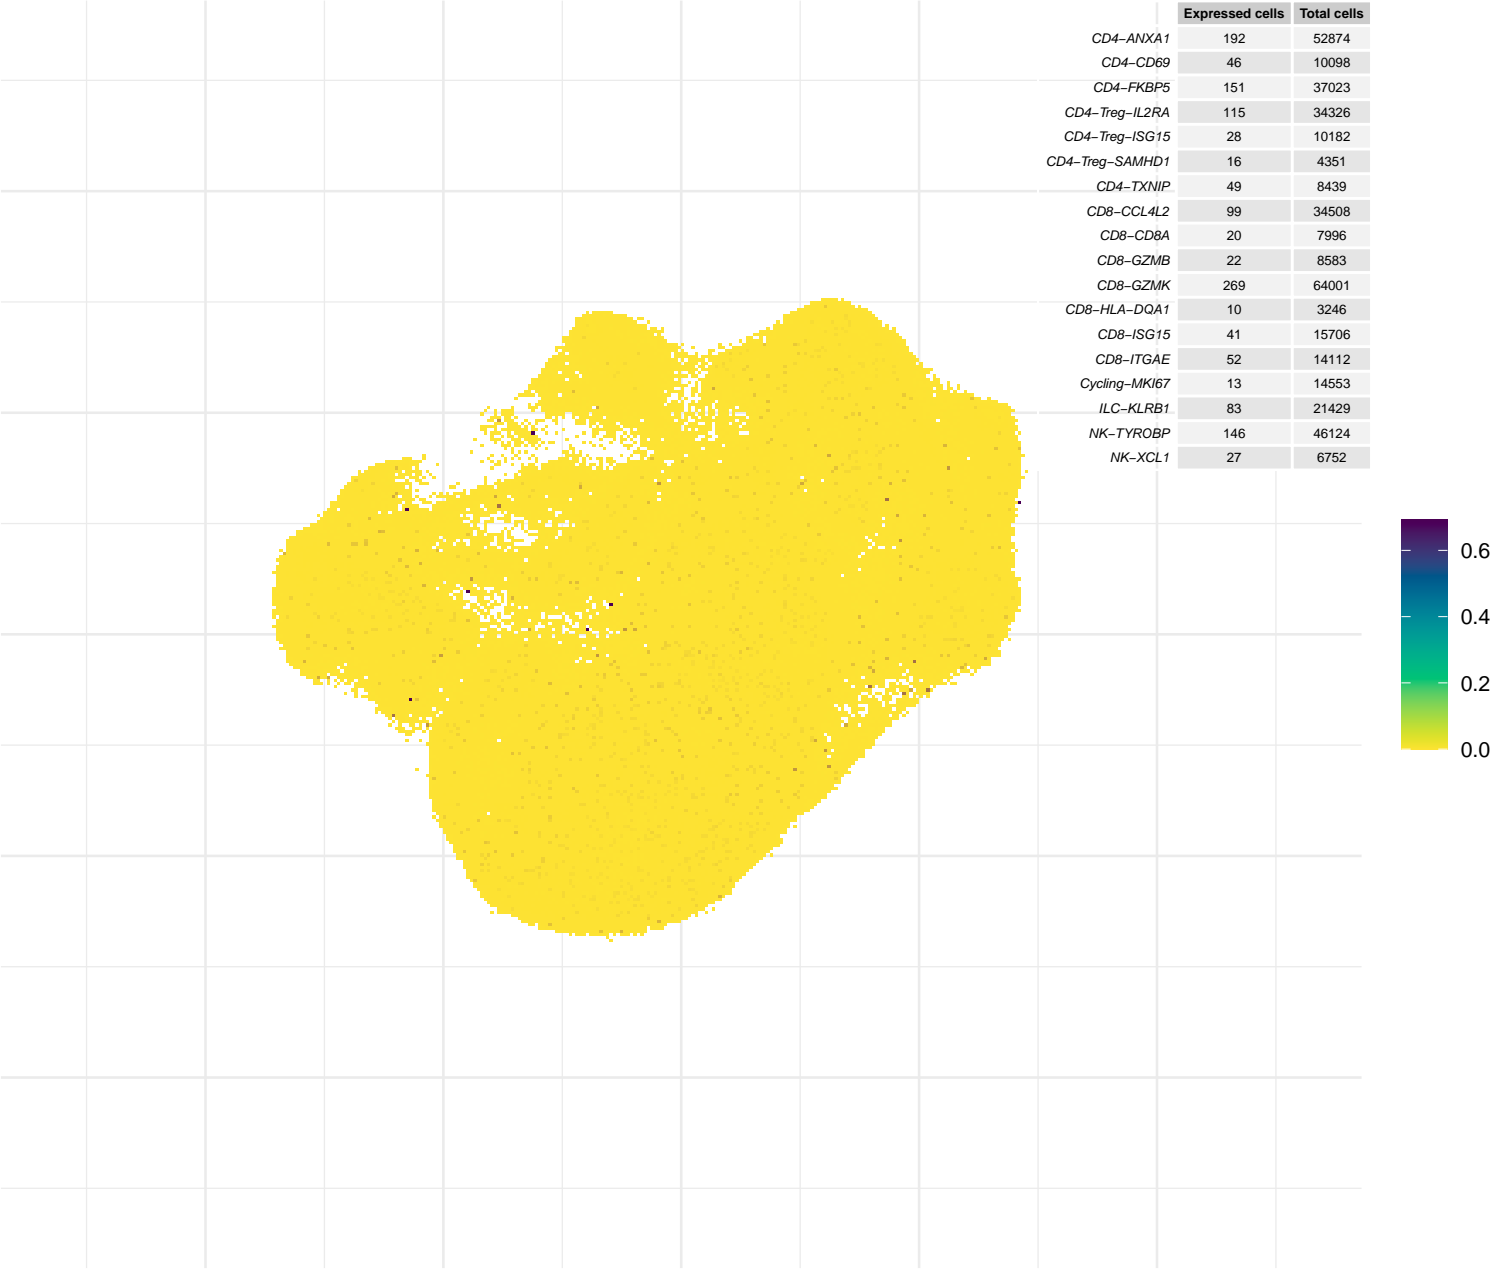 Expressed cells Total cells
CD4−ANXA1 192 52874
CD4−CD69 46 10098
CD4−FKBP5 151 37023
CD4−Treg−IL2RA 115 34326
CD4−Treg−ISG15 28 10182
CD4−Treg−SAMHD1 16 4351
CD4−TXNIP 49 8439
CD8−CCL4L2 99 34508
CD8−CD8A 20 7996
CD8−GZMB 22 8583
CD8−GZMK 269 64001
CD8−HLA−DQA1 10 3246
CD8−ISG15 41 15706
CD8−ITGAE 52 14112
Cycling−MKI67 13 14553
ILC−KLRB1 83 21429
NK−TYROBP 146 46124
NK−XCL1 27 6752
0.6
0.4
0.2
0.0